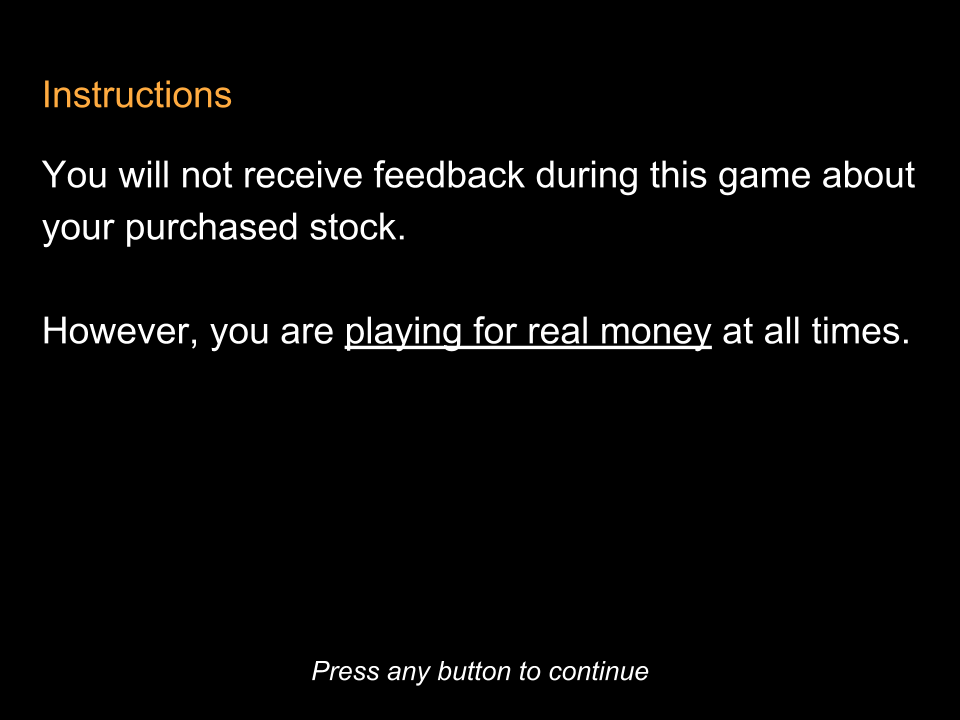 Instructions
You will not receive feedback during this game about
your purchased stock.
However, you are playing for real money at all times.
Press any button to continue